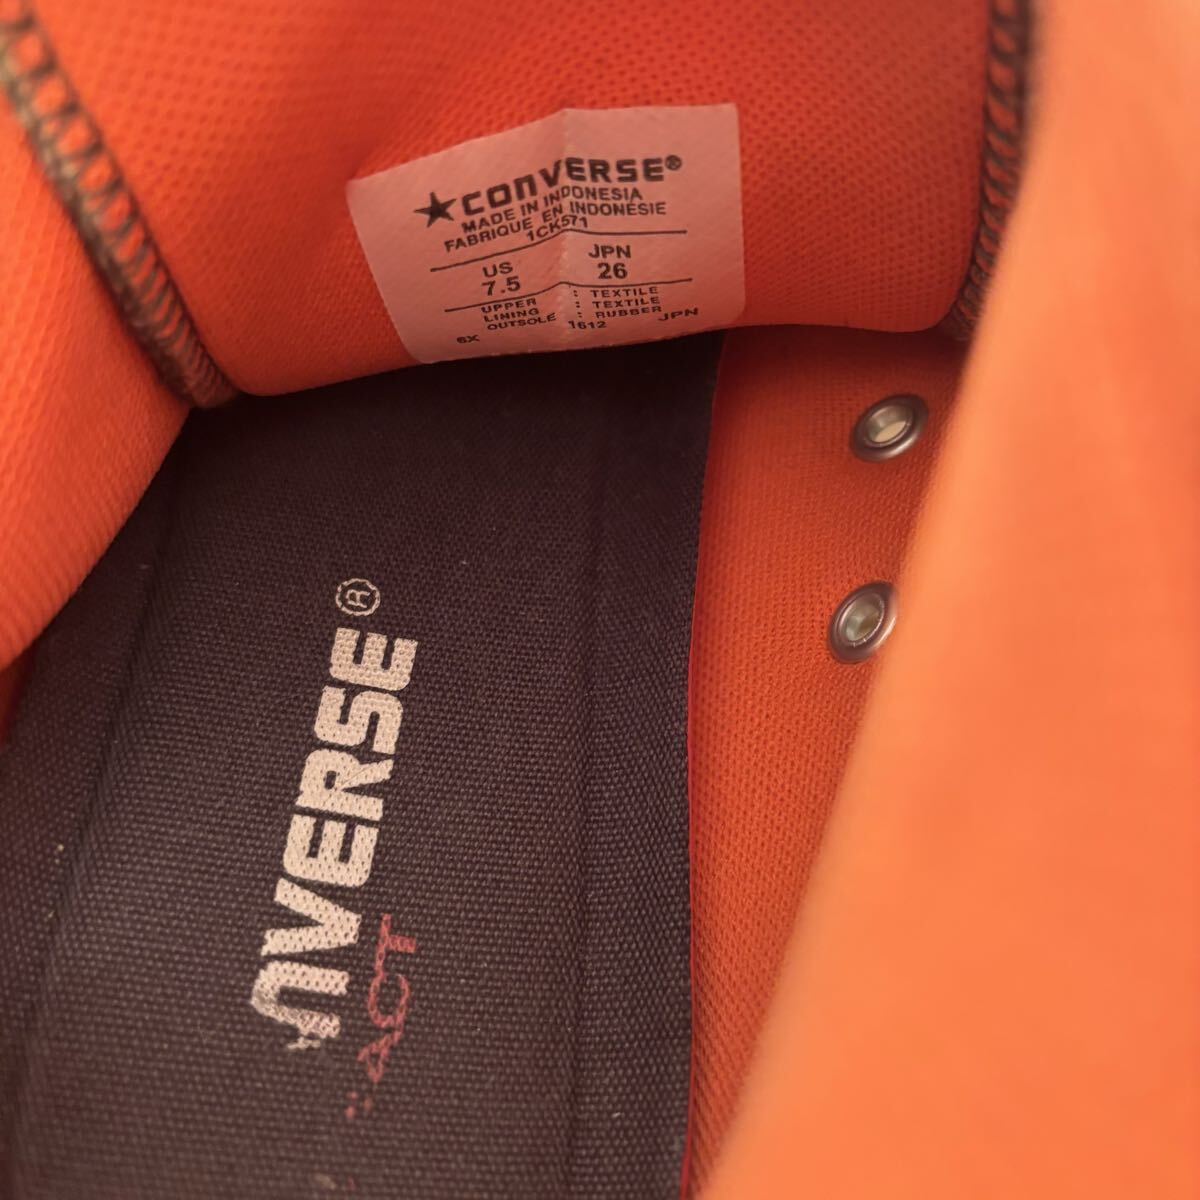 ★CONVERSE®
MADE IN INDONESIA
FABRIQUE EN INDONÉSIE
1CK571
US JPN
7.5 26
UPPER : TEXTILE
LINING : TEXTILE
OUTSOLE : RUBBER
6X 1612 JPN
NVERSE®
ACT